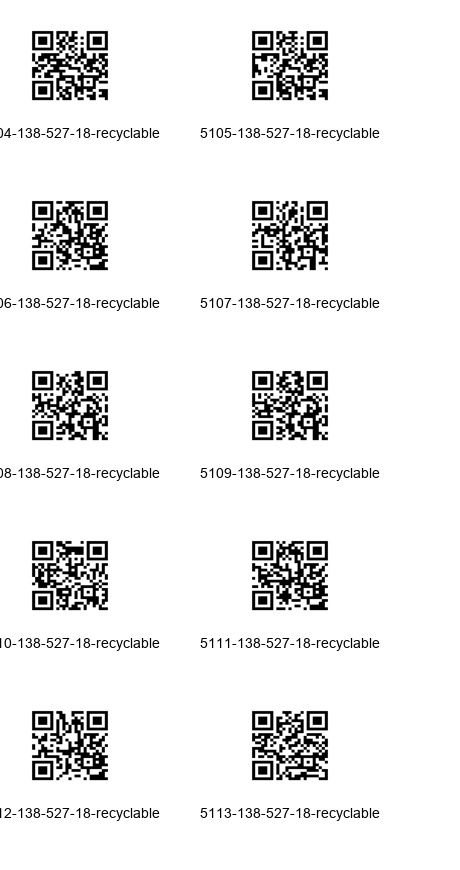 04-138-527-18-recyclable 5105-138-527-18-recyclable
06-138-527-18-recyclable 5107-138-527-18-recyclable
08-138-527-18-recyclable 5109-138-527-18-recyclable
10-138-527-18-recyclable 5111-138-527-18-recyclable
12-138-527-18-recyclable 5113-138-527-18-recyclable